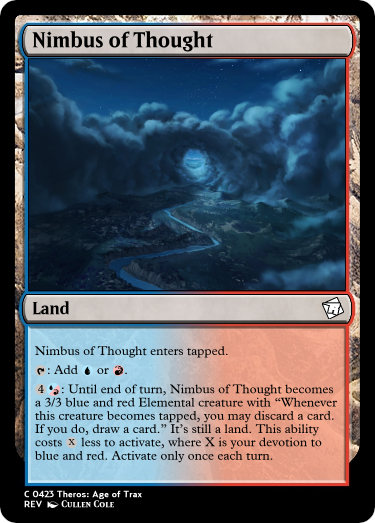 Nimbus of Thought
Land
Nimbus of Thought enters tapped.
: Add or .
4 : Until end of turn, Nimbus of Thought becomes
a 3/3 blue and red Elemental creature with “Whenever
this creature becomes tapped, you may discard a card.
If you do, draw a card.” It’s still a land. This ability
costs X less to activate, where X is your devotion to
blue and red. Activate only once each turn.
C 0423 Theros: Age of Trax
REV Cullen Cole